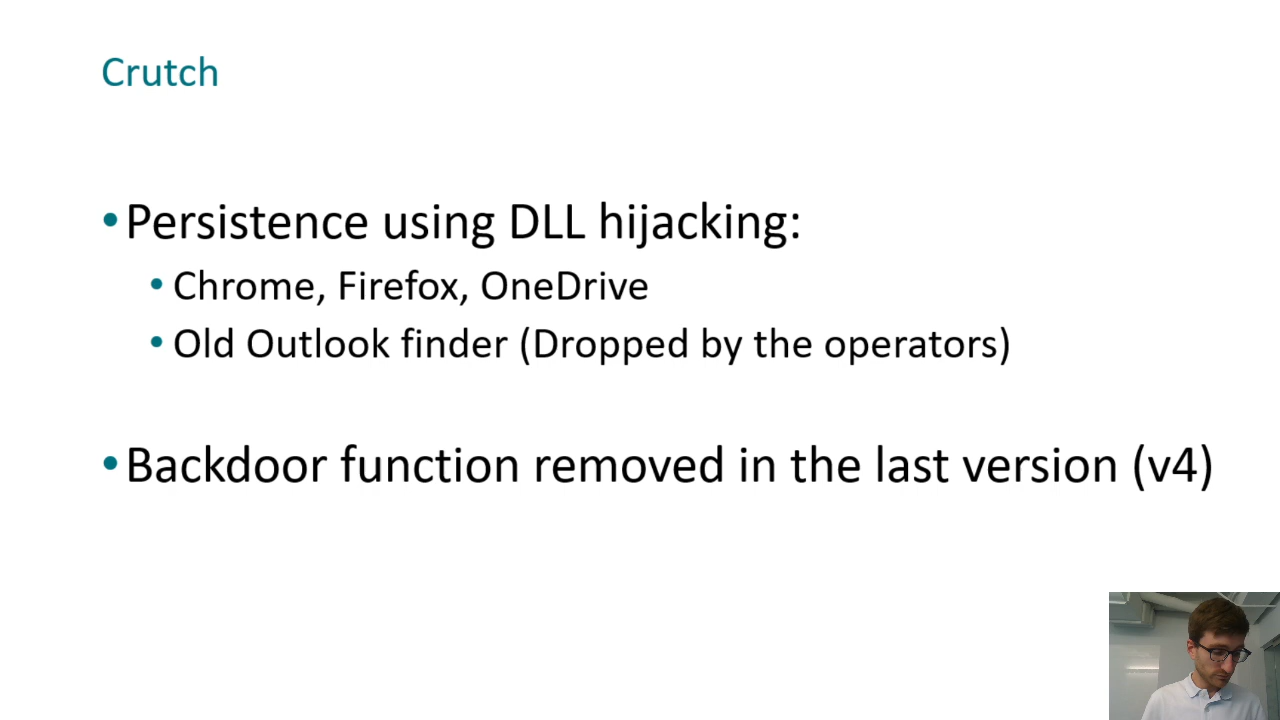 Crutch
•Persistence using DLL hijacking:
•Chrome, Firefox, OneDrive
•Old Outlook finder (Dropped by the operators)
•Backdoor function removed in the last version (v4)